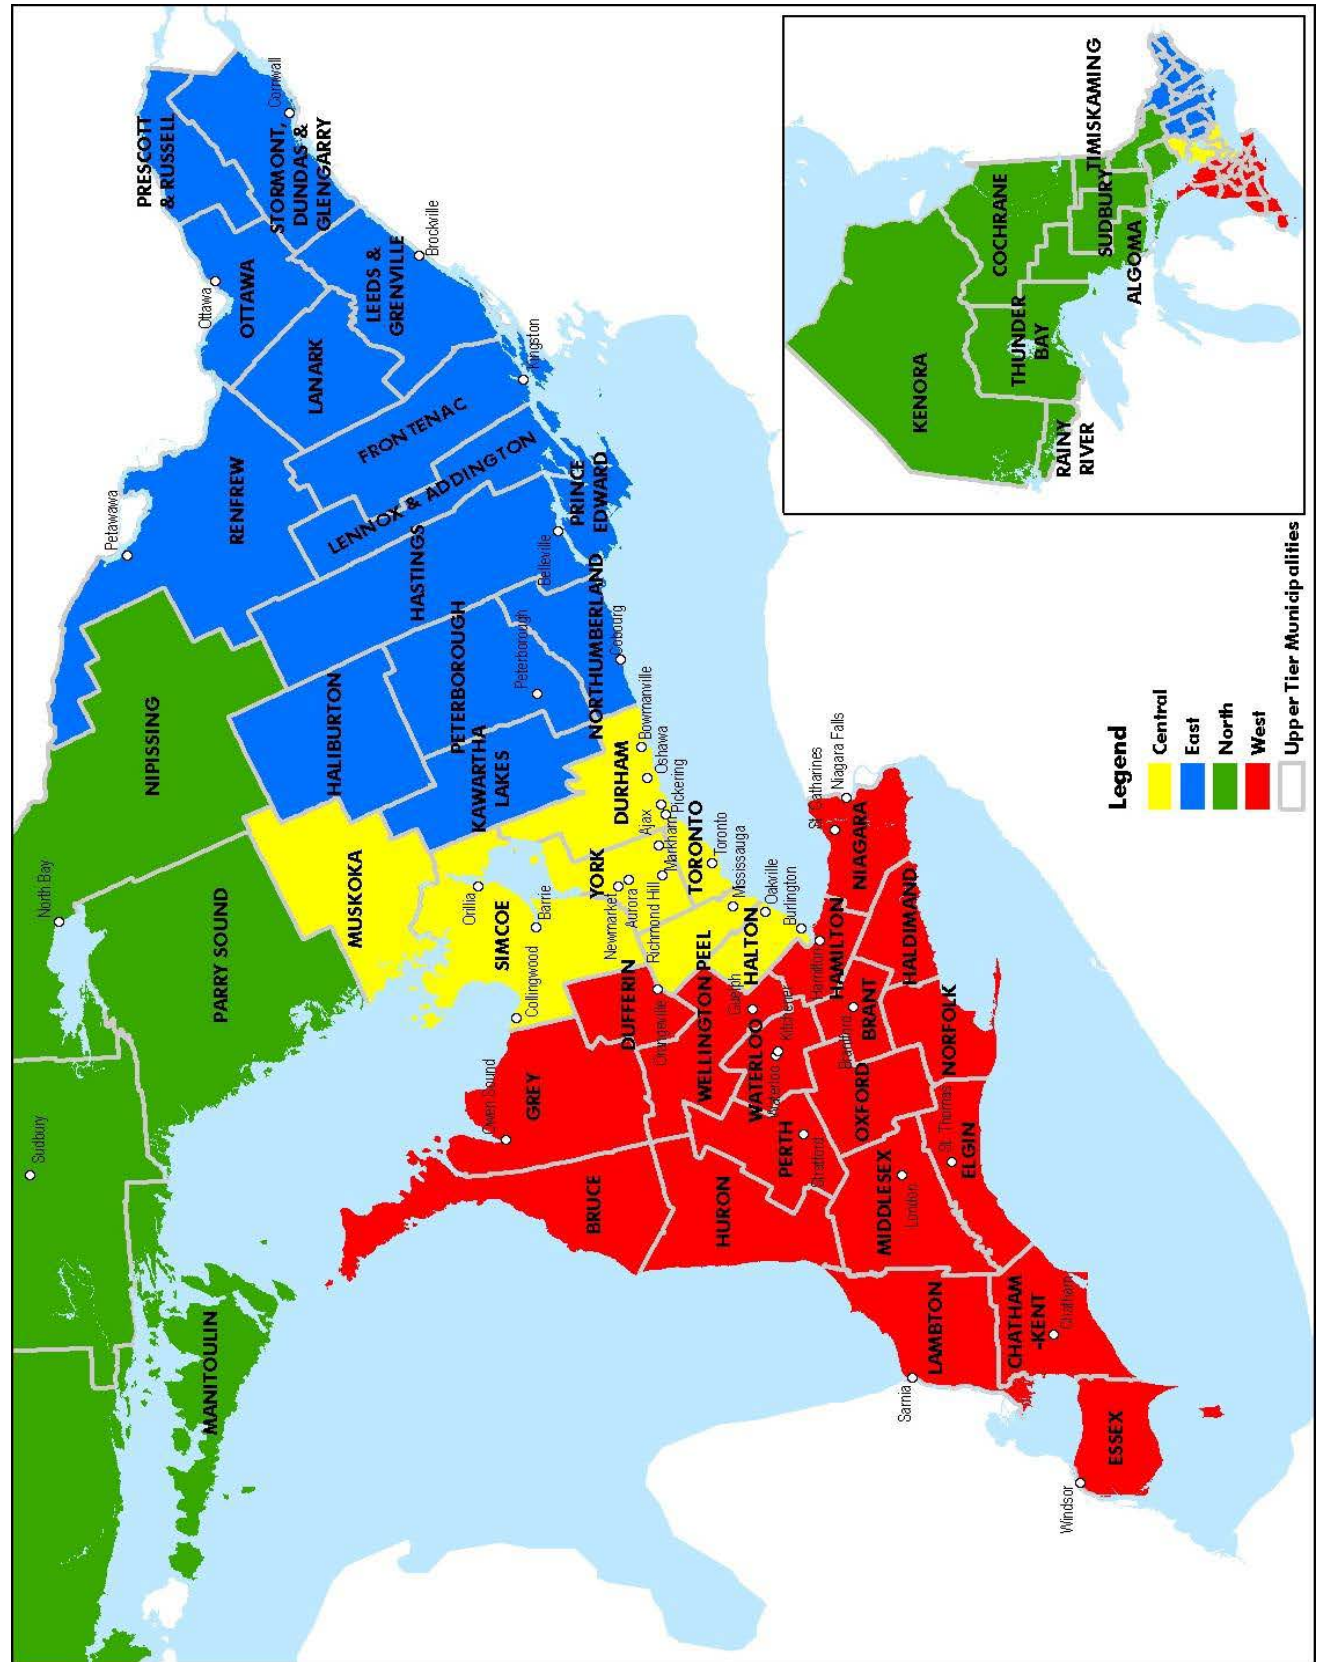 PRESCOTT
& RUSSELL
Cornwall
STORMONT,
DUNDAS &
GLENGARRY
Ottawa
OTTAWA
LEEDS &
GRENVILLE
Brockville
LANARK
Kingston
FRONTENAC
LENNOX & ADDINGTON
Petawawa
RENFREW
HASTINGS
Belleville
PRINCE
EDWARD
NIPISSING
HALIBURTON
PETERBOROUGH
Peterborough
NORTHUMBERLAND
Cobourg
KAWARTHA
LAKES
North Bay
PARRY SOUND
MUSKOKA
Orillia
SIMCOE
Barrie
Collingwood
YORK
Newmarket
Aurora
Richmond Hill
DURHAM
Bowmanville
Oshawa
Ajax
Pickering
Markham
TORONTO
Toronto
Mississauga
PEEL
HALTON
Oakville
Burlington
Sudbury
MANITOULIN
Owen Sound
GREY
BRUCE
DUFFERIN
Orangeville
WELLINGTON
Guelph
WATERLOO
Kitchener
Waterloo
HURON
PERTH
Stratford
Hamilton
HAMILTON
St. Catharines
Niagara Falls
NIAGARA
HALDIMAND
BRANT
Brantford
NORFOLK
OXFORD
MIDDLESEX
London
St. Thomas
ELGIN
Sarnia
LAMBTON
CHATHAM
-KENT
Chatham
Windsor
ESSEX
KENORA
RAINY
RIVER
THUNDER
BAY
COCHRANE
TIMISKAMING
SUDBURY
ALGOMA
Legend
Central
East
North
West
Upper Tier Municipalities